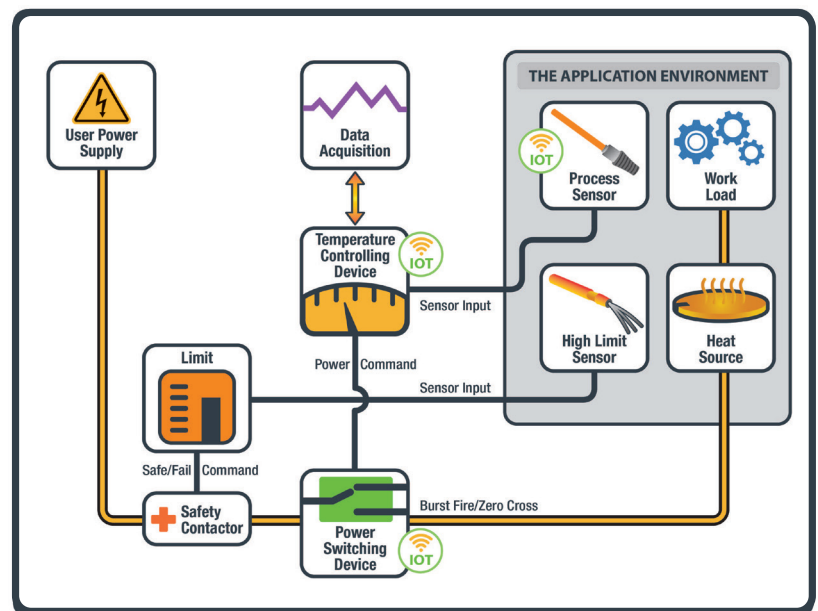 THE APPLICATION ENVIRONMENT
User Power
Supply
Data
Acquisition
IOT
Process
Sensor
Work
Load
Temperature
Controlling
Device
IOT
Sensor Input
High Limit
Sensor
Heat
Source
Limit
Power Command
Sensor Input
Safe/Fail Command
Safety
Contactor
Burst Fire/Zero Cross
Power
Switching
Device
IOT